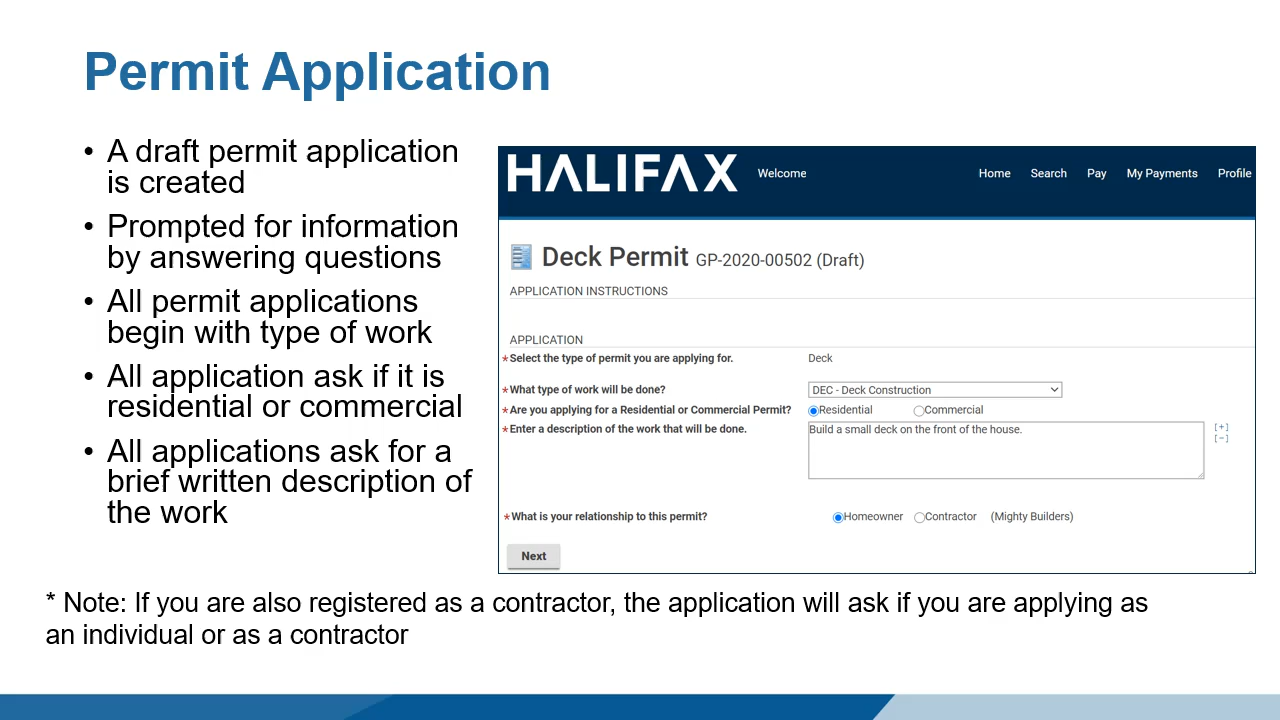 Permit Application
• A draft permit application
is created
• Prompted for information
by answering questions
• All permit applications
begin with type of work
• All application ask if it is
residential or commercial
• All applications ask for a
brief written description of
the work
HALIFAX Welcome Home Search Pay My Payments Profile
Deck Permit GP-2020-00502 (Draft)
APPLICATION INSTRUCTIONS
APPLICATION
*Select the type of permit you are applying for. Deck
*What type of work will be done? DEC - Deck Construction
*Are you applying for a Residential or Commercial Permit? Residential Commercial
*Enter a description of the work that will be done. Build a small deck on the front of the house. [+]
[−]
*What is your relationship to this permit? Homeowner Contractor (Mighty Builders)
Next
* Note: If you are also registered as a contractor, the application will ask if you are applying as
an individual or as a contractor